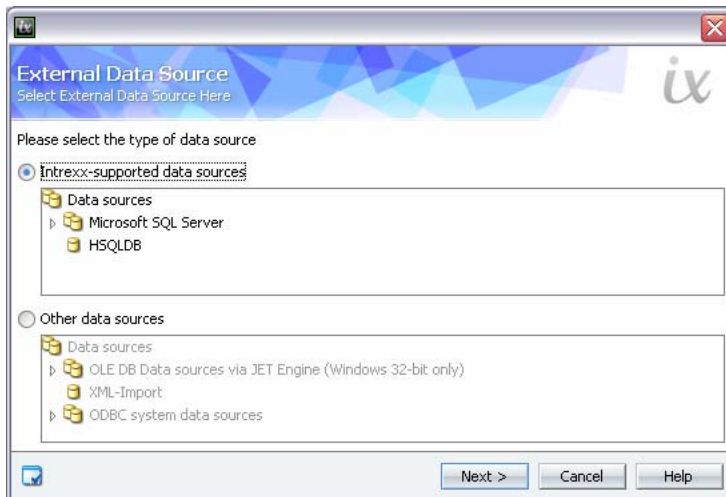 ix
External Data Source
Select External Data Source Here
ix
Please select the type of data source
Intrexx-supported data sources
Data sources
Microsoft SQL Server
HSQLDB
Other data sources
Data sources
OLE DB Data sources via JET Engine (Windows 32-bit only)
XML-Import
ODBC system data sources
Next >
Cancel
Help